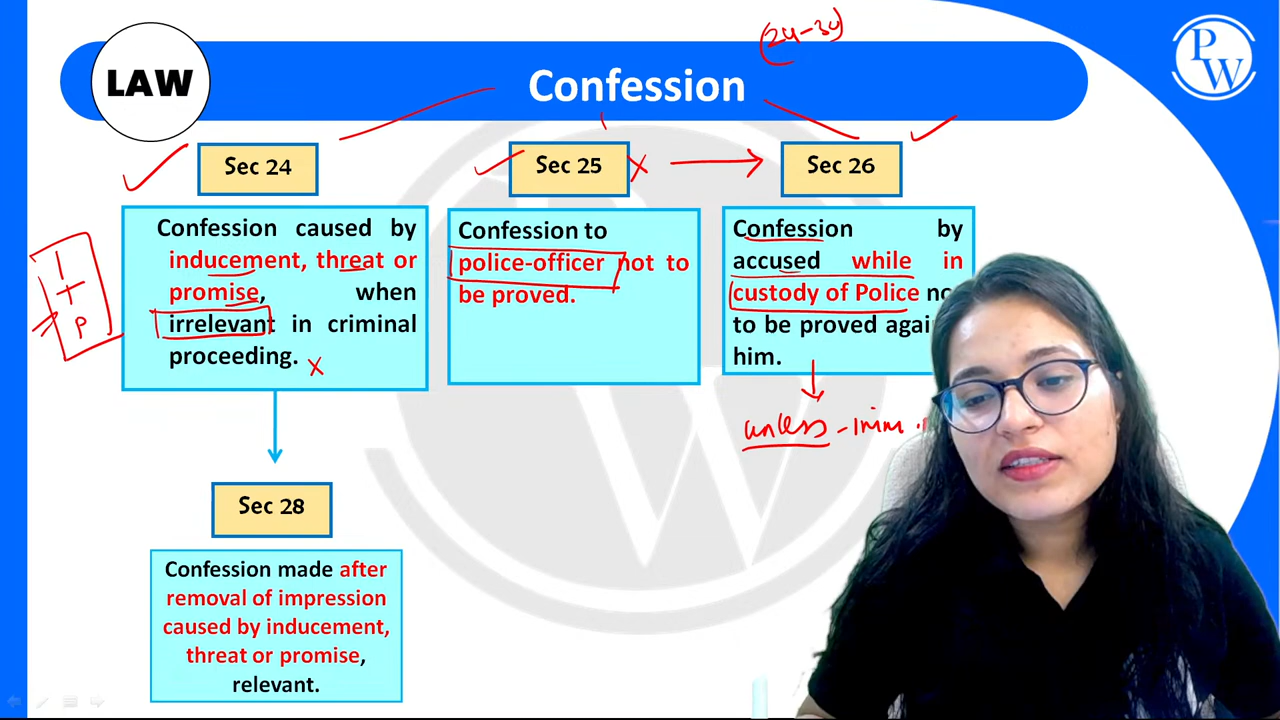 (24-34)
LAW
Confession
PW
Sec 24
Sec 25 x
Sec 26
Confession caused by
inducement, threat or
promise, when
irrelevant in criminal
proceeding. x
I
T
P
Confession to
police-officer not to
be proved.
Confession by
accused while in
custody of Police
to be proved
him.
unless - imm.
Sec 28
Confession made after
removal of impression
caused by inducement,
threat or promise,
relevant.